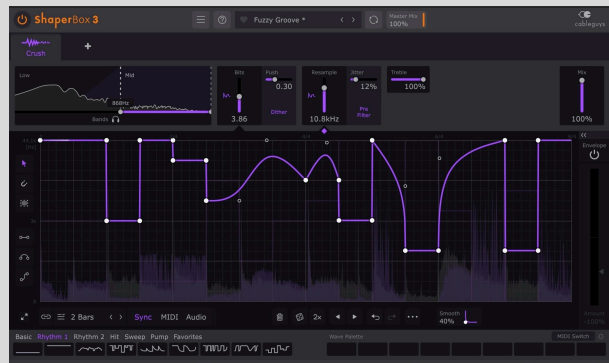 ShaperBox 3
Fuzzy Groove *
Master Mix
100%
cableguys
Crush
Low
Mid
868Hz
Bands
Bits
3.86
Push
0.30
Dither
Resample
10.8kHz
Jitter
12%
Pre
Filter
Treble
100%
Mix
100%
Envelope
Amount
-100%
2 Bars
Sync
MIDI
Audio
2x
Smooth
40%
Basic Rhythm 1 Rhythm 2 Hit Sweep Pump Favorites
Wave Palette
MIDI Switch